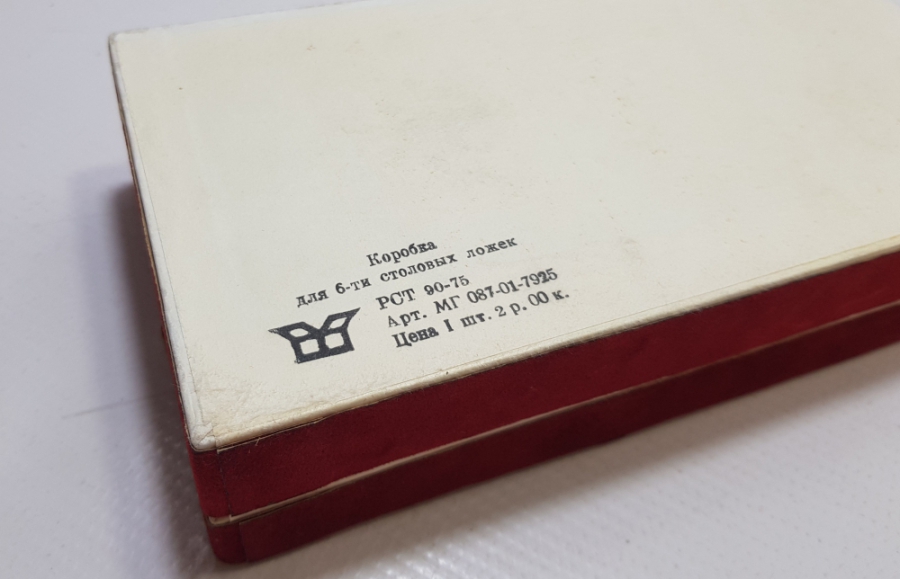 Коробка
для 6-ти столовых ложек
РСТ 90-75
Арт. МГ 087-01-7925
Цена 1 шт. 2 р. 00 к.